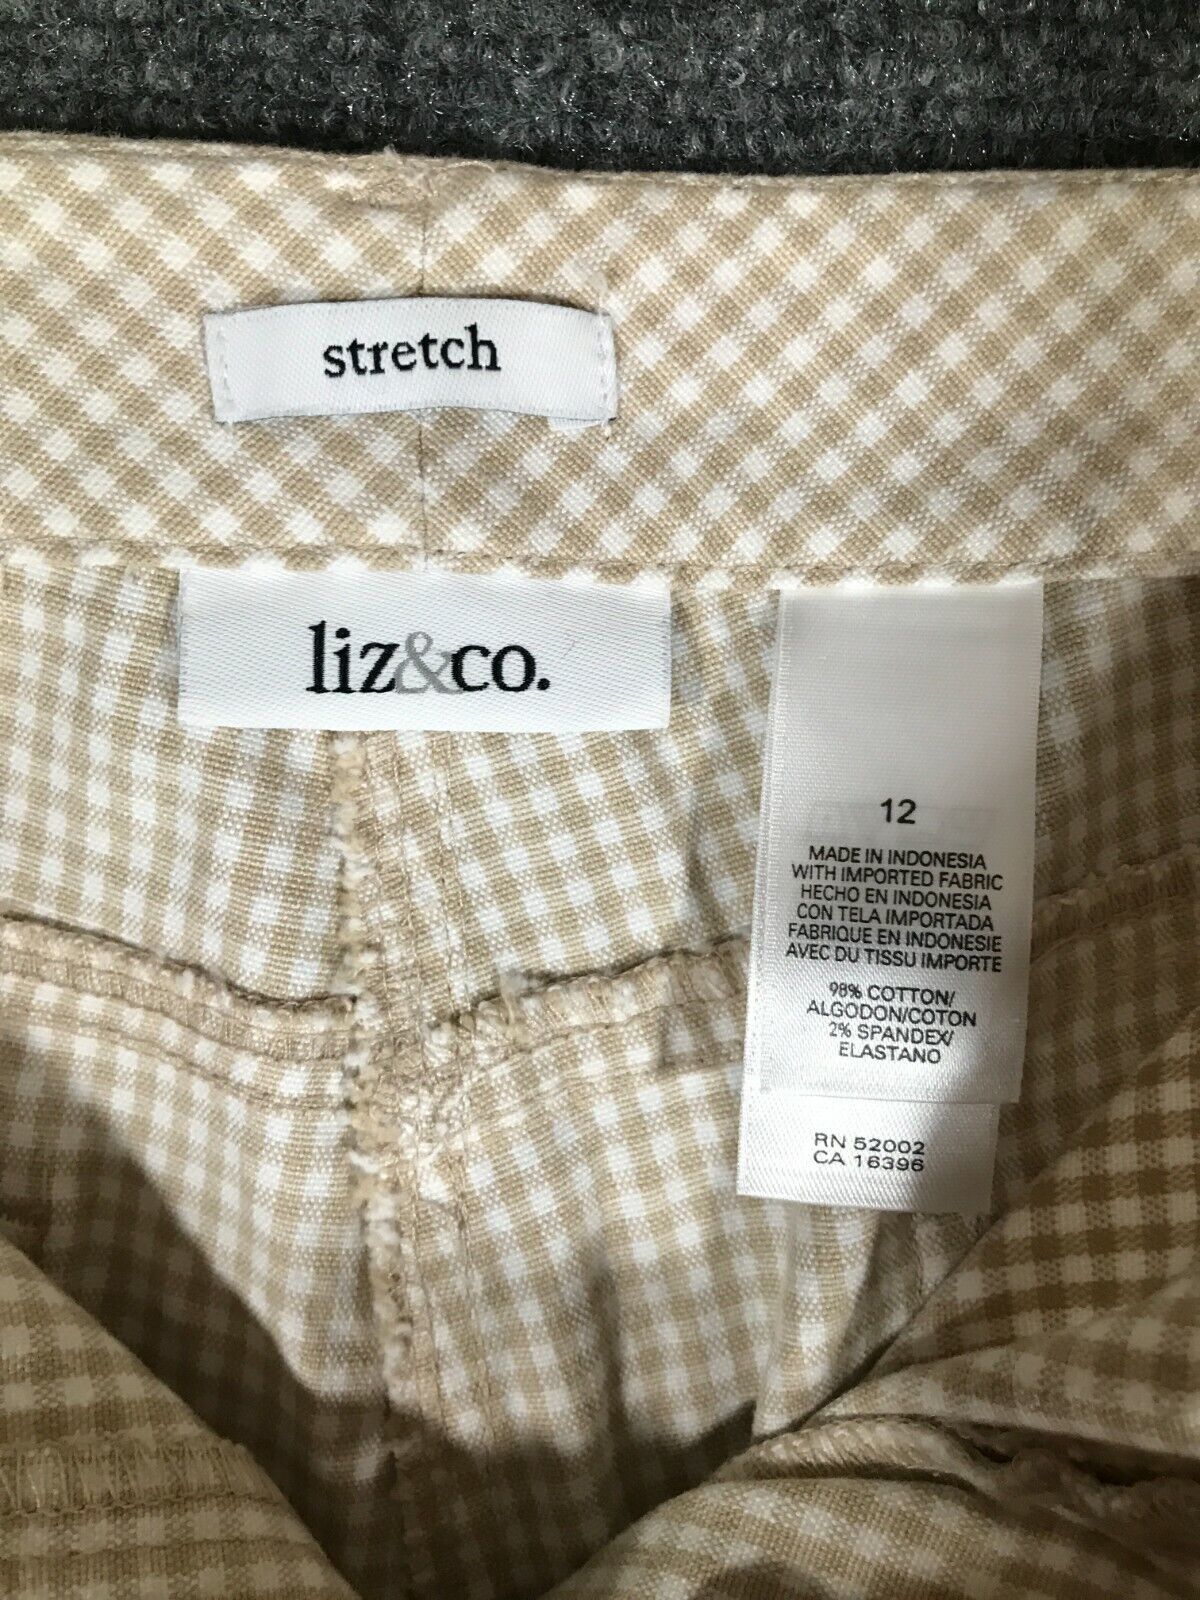 stretch
liz&co.
12
MADE IN INDONESIA
WITH IMPORTED FABRIC
HECHO EN INDONESIA
CON TELA IMPORTADA
FABRIQUE EN INDONESIE
AVEC DU TISSU IMPORTE
98% COTTON/
ALGODON/COTON
2% SPANDEX/
ELASTANO
RN 52002
CA 16396